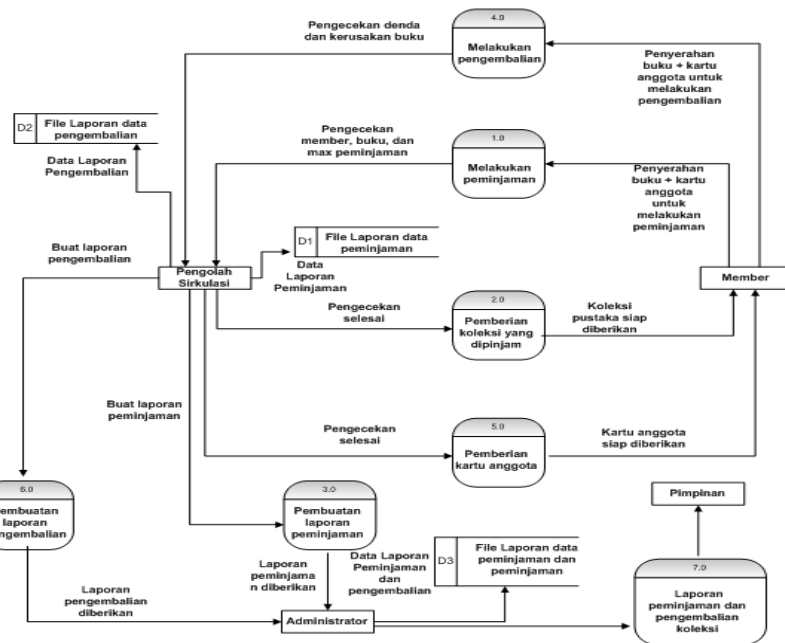 Pengecekan denda
dan kerusakan buku
4.0
Melakukan
pengembalian
Penyerahan
buku + kartu
anggota untuk
melakukan
pengembalian
D2
File Laporan data
pengembalian
Data Laporan
Pengembalian
Pengecekan
member, buku, dan
max peminjaman
1.0
Melakukan
peminjaman
Penyerahan
buku + kartu
anggota
untuk
melakukan
peminjaman
Buat laporan
pengembalian
D1
File Laporan data
peminjaman
Data
Laporan
Peminjaman
Pengolah
Sirkulasi
Member
Pengecekan
selesai
2.0
Pemberian
koleksi yang
dipinjam
Koleksi
pustaka siap
diberikan
Buat laporan
peminjaman
Pengecekan
selesai
5.0
Pemberian
kartu anggota
Kartu anggota
siap diberikan
6.0
embuatan
laporan
engembalian
3.0
Pembuatan
laporan
peminjaman
Pimpinan
Laporan
peminjama
n diberikan
Data Laporan
Peminjaman
dan
pengembalian
D3
File Laporan data
peminjaman dan
peminjaman
7.0
Laporan
peminjaman dan
pengembalian
koleksi
Laporan
pengembalian
diberikan
Administrator